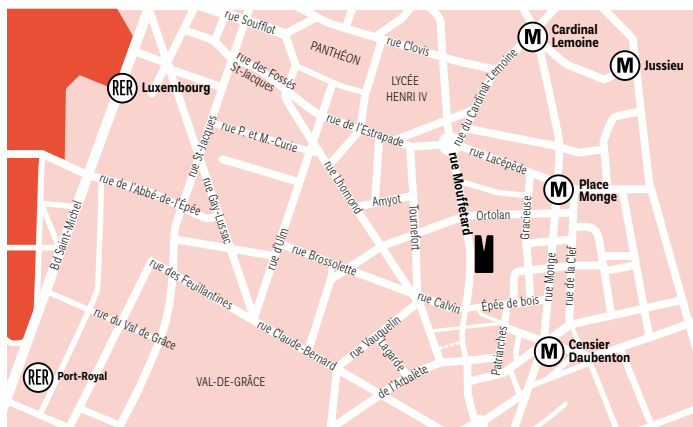 rue Soufflot
PANTHÉON
rue Clovis
M
Cardinal
Lemoine
M
Jussieu
RER
Luxembourg
rue des Fossés
St-Jacques
LYCÉE
HENRI IV
rue du Cardinal-Lemoine
rue St-Jacques
rue P. et M.-Curie
rue de l'Estrapade
rue Lacépède
rue Mouffetard
M
Place
Monge
rue de l'Abbé-de-l'Épée
rue Gay-Lussac
rue Lhomond
Amyot
Tournefort
Ortolan
Gracieuse
Bd Saint-Michel
rue d'Ulm
rue Brossolette
rue Monge
rue de la Clef
rue des Feuillantines
rue Calvin
Épée de bois
rue du Val de Grâce
rue Claude-Bernard
rue Vauquelin
Lagarde
Patriarches
M
Censier
Daubenton
RER
Port-Royal
VAL-DE-GRÂCE
de l'Arbalète